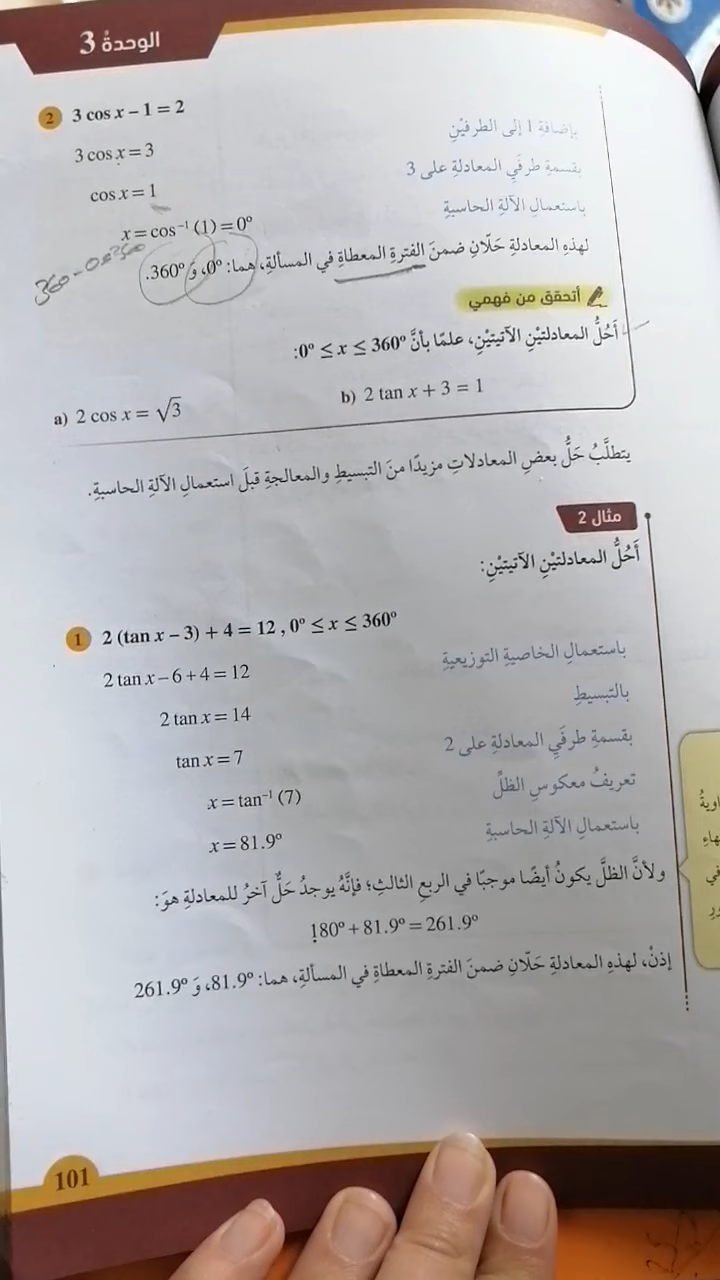 الوحدةُ 3
2 3 cos x − 1 = 2
3 cos x = 3 بإضافةِ 1 إلى الطرفيْنِ
cos x = 1 بقسمةِ طرفَيِ المعادلةِ على 3
x = cos⁻¹ (1) = 0° باستعمالِ الآلةِ الحاسبةِ
لهذهِ المعادلةِ حَلّانِ ضمنَ الفترةِ المعطاةِ في المسألةِ، هما: 0°، وَ 360°.
أتحقق من فهمي
أَحُلُّ المعادلتيْنِ الآتيتيْنِ، علمًا بأنَّ 0° ≤ x ≤ 360°:
a) 2 cos x = √3 b) 2 tan x + 3 = 1
يتطلَّبُ حَلُّ بعضِ المعادلاتِ مزيدًا منَ التبسيطِ والمعالجةِ قبلَ استعمالِ الآلةِ الحاسبةِ.
مثال 2
أَحُلُّ المعادلتيْنِ الآتيتيْنِ:
1 2 (tan x − 3) + 4 = 12 , 0° ≤ x ≤ 360°
2 tan x − 6 + 4 = 12 باستعمالِ الخاصيةِ التوزيعيةِ
2 tan x = 14 بالتبسيطِ
tan x = 7 بقسمةِ طرفَيِ المعادلةِ على 2
x = tan⁻¹ (7) تعريفُ معكوسِ الظلِّ
x = 81.9° باستعمالِ الآلةِ الحاسبةِ
ولأنَّ الظلَّ يكونُ أيضًا موجبًا في الربعِ الثالثِ؛ فإنَّهُ يوجدُ حَلٌّ آخرُ للمعادلةِ هوَ:
180° + 81.9° = 261.9°
إذنْ، لهذهِ المعادلةِ حَلّانِ ضمنَ الفترةِ المعطاةِ في المسألةِ، هما: 81.9°، وَ 261.9°
101